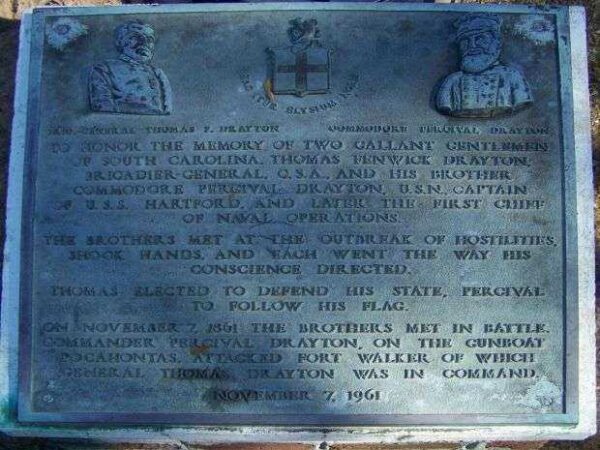 ELYSIUM
BRIG. GENERAL THOMAS F. DRAYTON COMMODORE PERCIVAL DRAYTON
TO HONOR THE MEMORY OF TWO GALLANT GENTLEMEN
OF SOUTH CAROLINA, THOMAS FENWICK DRAYTON,
BRIGADIER-GENERAL, C.S.A., AND HIS BROTHER
COMMODORE PERCIVAL DRAYTON, U.S.N., CAPTAIN
OF U.S.S. HARTFORD, AND LATER THE FIRST CHIEF
OF NAVAL OPERATIONS.
THE BROTHERS MET AT THE OUTBREAK OF HOSTILITIES,
SHOOK HANDS, AND EACH WENT THE WAY HIS
CONSCIENCE DIRECTED.
THOMAS ELECTED TO DEFEND HIS STATE, PERCIVAL
TO FOLLOW HIS FLAG.
ON NOVEMBER 7, 1861 THE BROTHERS MET IN BATTLE.
COMMANDER PERCIVAL DRAYTON, ON THE GUNBOAT
POCAHONTAS, ATTACKED FORT WALKER OF WHICH
GENERAL THOMAS DRAYTON WAS IN COMMAND.
NOVEMBER 7, 1961